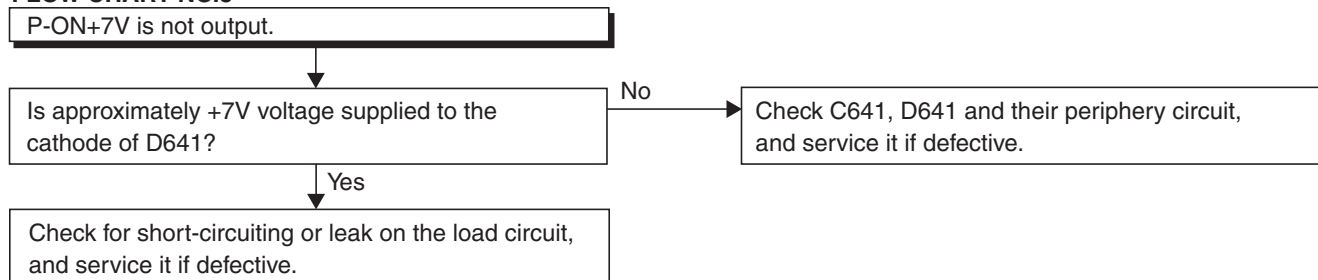 P-ON+7V is not output.
Is approximately +7V voltage supplied to the
cathode of D641?
No
Check C641, D641 and their periphery circuit,
and service it if defective.
Yes
Check for short-circuiting or leak on the load circuit,
and service it if defective.